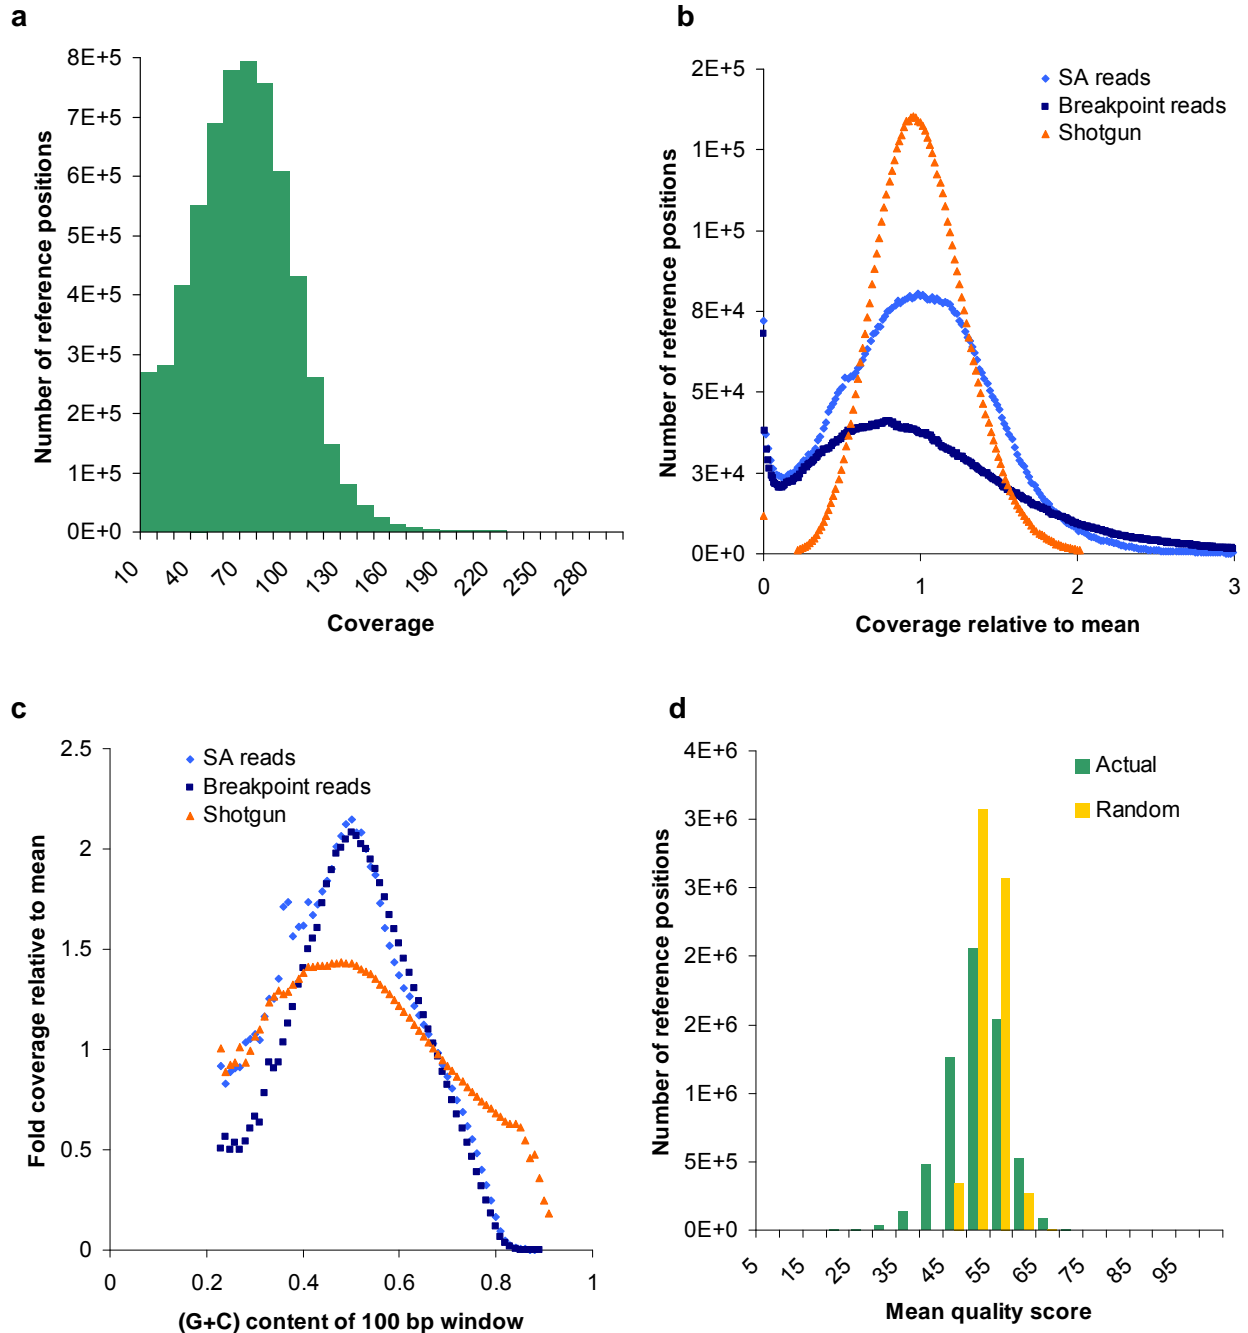 a
8E+5
7E+5
6E+5
5E+5
4E+5
3E+5
2E+5
1E+5
0E+0
Number of reference positions
10
40
70
100
130
160
190
220
250
280
Coverage
b
2E+5
1E+5
1E+5
8E+4
5E+4
3E+4
0E+0
Number of reference positions
SA reads
Breakpoint reads
Shotgun
0
1
2
3
Coverage relative to mean
c
2.5
2
1.5
1
0.5
0
Fold coverage relative to mean
SA reads
Breakpoint reads
Shotgun
0
0.2
0.4
0.6
0.8
1
(G+C) content of 100 bp window
d
4E+6
3E+6
3E+6
2E+6
2E+6
1E+6
5E+5
0E+0
Number of reference positions
Actual
Random
5
15
25
35
45
55
65
75
85
95
Mean quality score